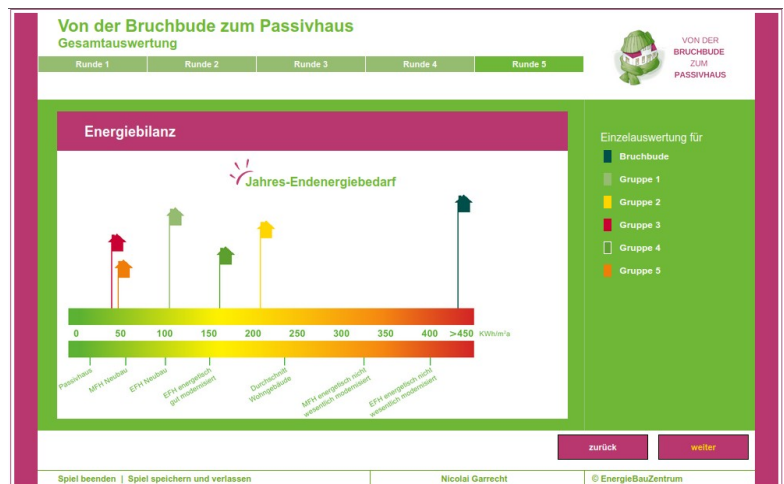 Von der Bruchbude zum Passivhaus
Gesamtauswertung
Runde 1
Runde 2
Runde 3
Runde 4
Runde 5
VON DER
BRUCHBUDE
ZUM
PASSIVHAUS
Energiebilanz
Jahres-Endenergiebedarf
0 50 100 150 200 250 300 350 400 >450 KWh/m²a
Passivhaus
MFH Neubau
EFH Neubau
EFH energetisch
gut modernisiert
Durchschnitt
Wohngebäude
MFH energetisch nicht
wesentlich modernisiert
EFH energetisch nicht
wesentlich modernisiert
Einzelauswertung für
Bruchbude
Gruppe 1
Gruppe 2
Gruppe 3
Gruppe 4
Gruppe 5
zurück
weiter
Spiel beenden | Spiel speichern und verlassen
Nicolai Garrecht
© EnergieBauZentrum